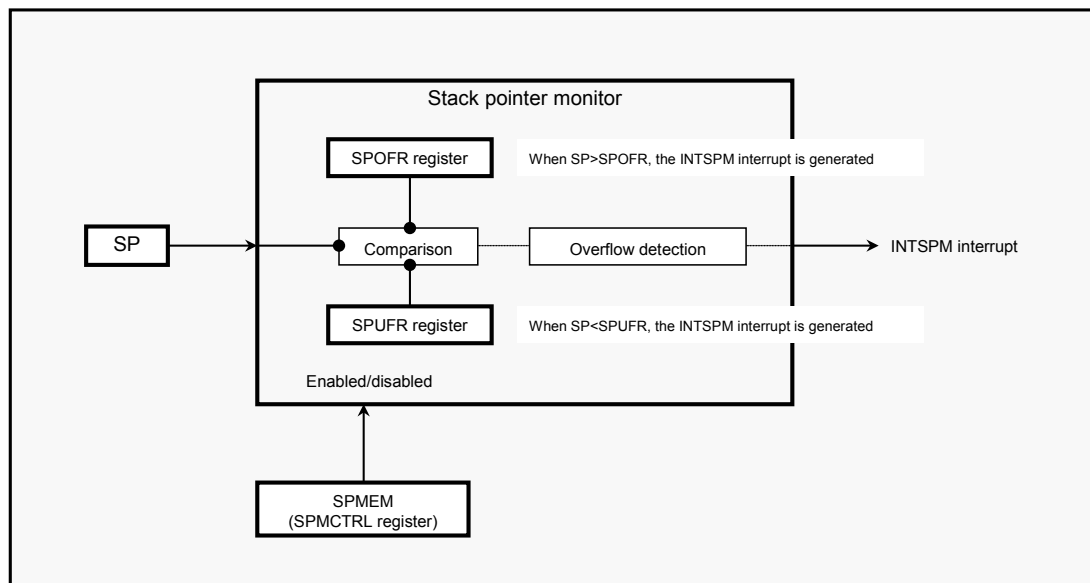 Stack pointer monitor
SPOFR register
When SP>SPOFR, the INTSPM interrupt is generated
SP
Comparison
Overflow detection
INTSPM interrupt
SPUFR register
When SP<SPUFR, the INTSPM interrupt is generated
Enabled/disabled
SPMEM
(SPMCTRL register)